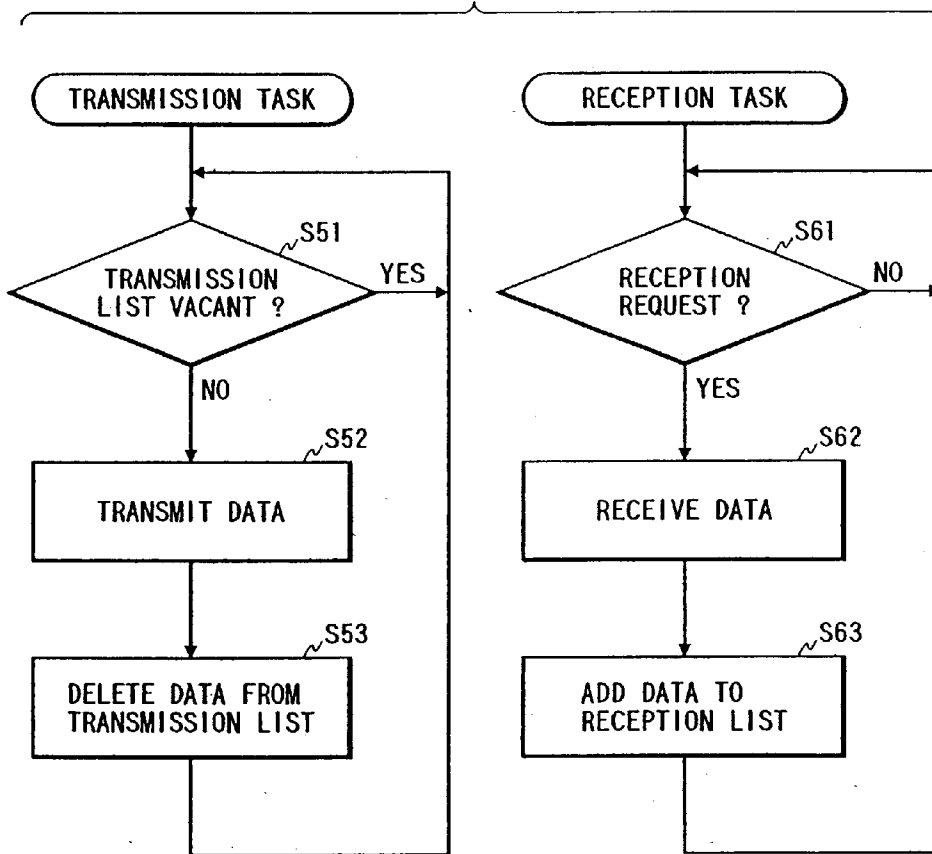 TRANSMISSION TASK
S51
TRANSMISSION
LIST VACANT ?
YES
NO
S52
TRANSMIT DATA
S53
DELETE DATA FROM
TRANSMISSION LIST
RECEPTION TASK
S61
RECEPTION
REQUEST ?
NO
YES
S62
RECEIVE DATA
S63
ADD DATA TO
RECEPTION LIST